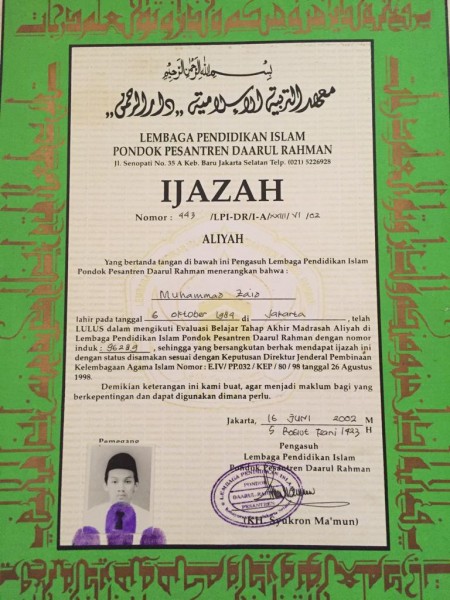 بسم الله الرحمن الرحيم
معهد التربية الإسلامية ,,دار الرحمن,,
LEMBAGA PENDIDIKAN ISLAM
PONDOK PESANTREN DAARUL RAHMAN
Jl. Senopati No. 35 A Keb. Baru Jakarta Selatan Telp. (021) 5226928
IJAZAH
Nomor : 443 /LPI-DR/I-A/XXIII/VI/02
ALIYAH
Yang bertanda tangan di bawah ini Pengasuh Lembaga Pendidikan Islam
Pondok Pesantren Daarul Rahman menerangkan bahwa :
Muhammad Zaid
lahir pada tanggal 6 Oktober 1984 di Jakarta, telah
LULUS dalam mengikuti Evaluasi Belajar Tahap Akhir Madrasah Aliyah di
Lembaga Pendidikan Islam Pondok Pesantren Daarul Rahman dengan nomor
induk : 96289, sehingga yang bersangkutan berhak mendapat ijazah ini
dengan status disamakan sesuai dengan Keputusan Direktur Jenderal Pembinaan
Kelembagaan Agama Islam Nomor : E.IV/ PP.032 / KEP / 80 / 98 tanggal 26 Agustus
1998.
Demikian keterangan ini kami buat, agar menjadi maklum bagi yang
berkepentingan dan dapat digunakan dimana perlu.
Jakarta, 16 JUNI 2002 M
5 1423 H
Pengasuh
Lembaga Pendidikan Islam
Pondok Pesantren Daarul Rahman
Pemegang
LEMBAGA PENDIDIKAN ISLAM
PONDOK
DAARUL RAHMAN
PESANTREN
(KH. Syukron Ma'mun)